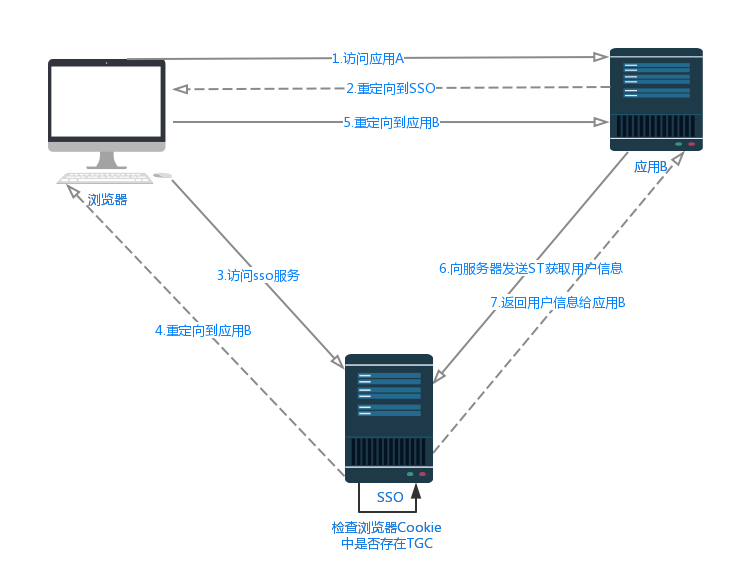 1.访问应用A
2.重定向到SSO
5.重定向到应用B
应用B
浏览器
6.向服务器发送ST获取用户信息
3.访问sso服务
7.返回用户信息给应用B
4.重定向到应用B
SSO
检查浏览器Cookie
中是否存在TGC